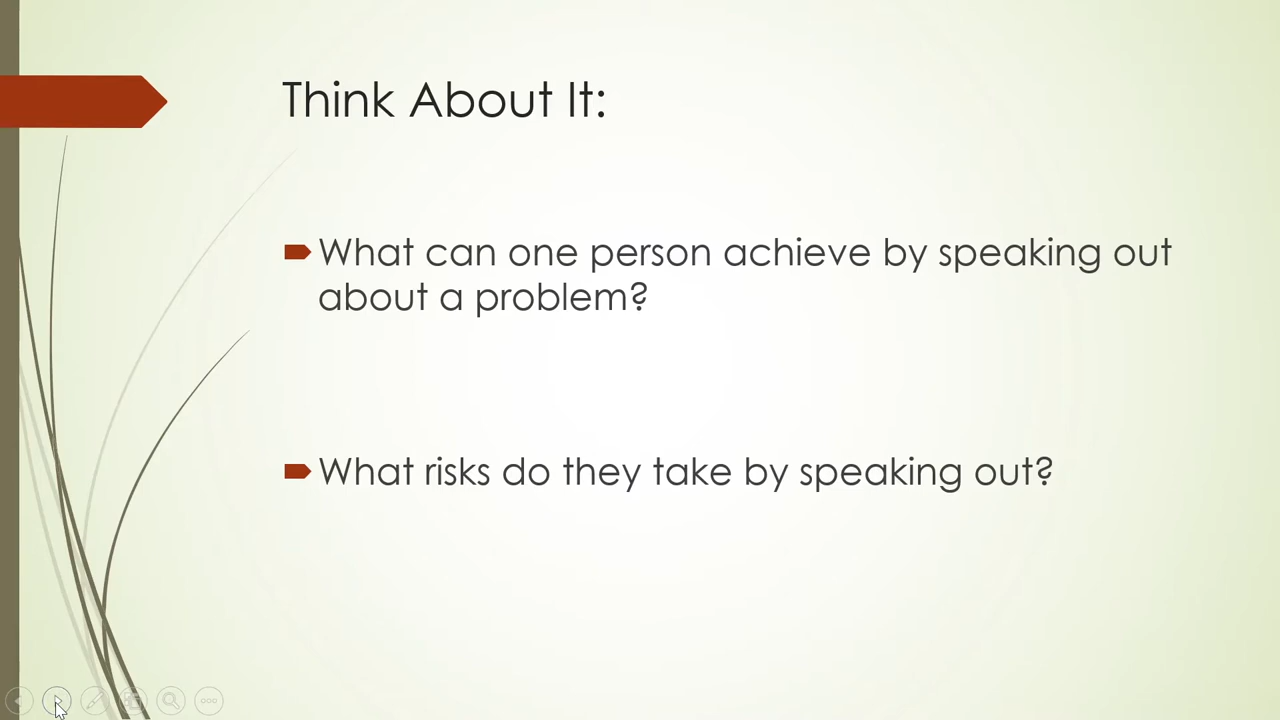 Think About It:
What can one person achieve by speaking out
about a problem?
What risks do they take by speaking out?